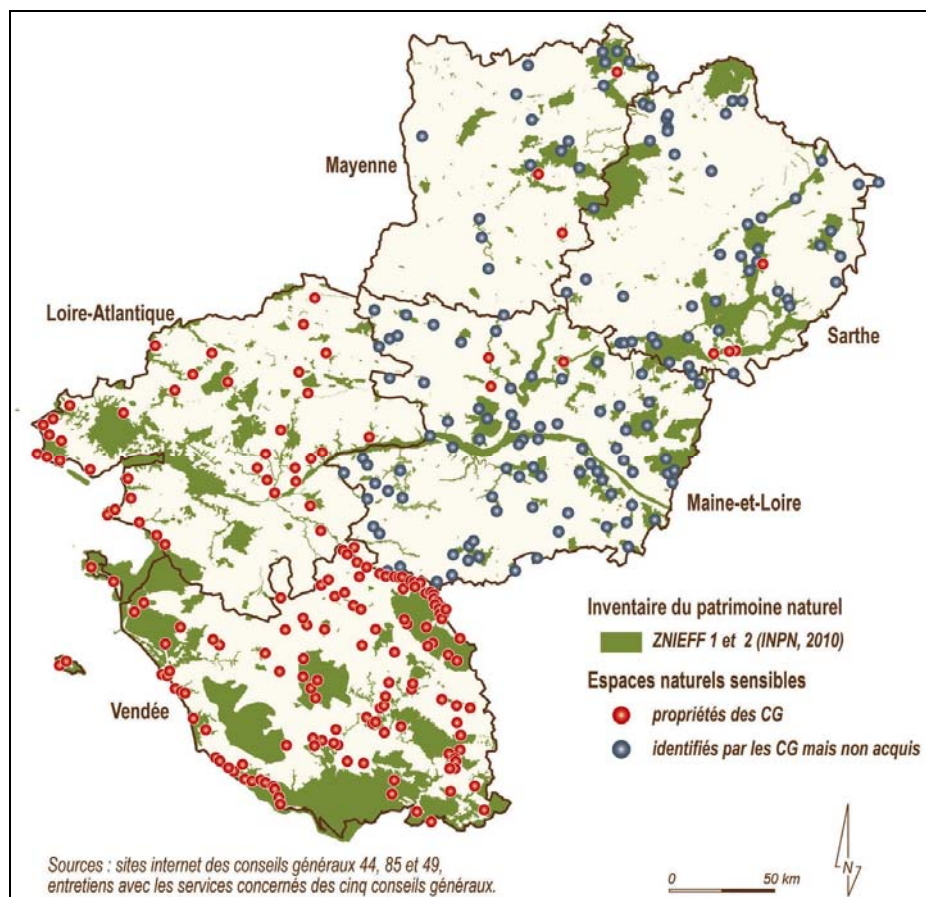 Mayenne
Loire-Atlantique
Sarthe
Maine-et-Loire
Vendée
Inventaire du patrimoine naturel
ZNIEFF 1 et 2 (INPN, 2010)
Espaces naturels sensibles
propriétés des CG
identifiés par les CG mais non acquis
Sources : sites internet des conseils généraux 44, 85 et 49,
entretiens avec les services concernés des cinq conseils généraux.
0 50 km
N